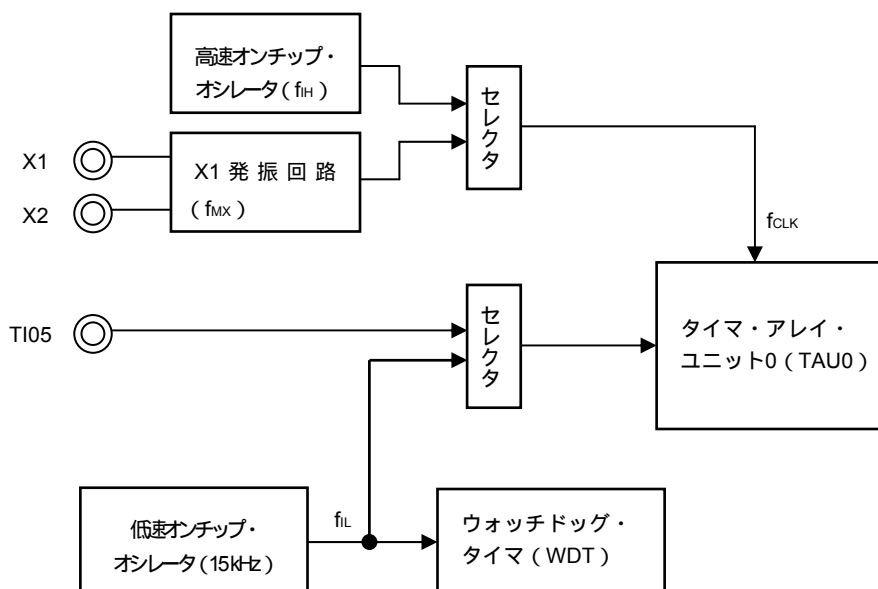 高速オンチップ・
オシレータ(fIH)
セレクタ
X1
X1発振回路
(fMX)
X2
fCLK
TI05
セレクタ
タイマ・アレイ・
ユニット0(TAU0)
低速オンチップ・
オシレータ(15kHz)
fIL
ウォッチドッグ・
タイマ(WDT)